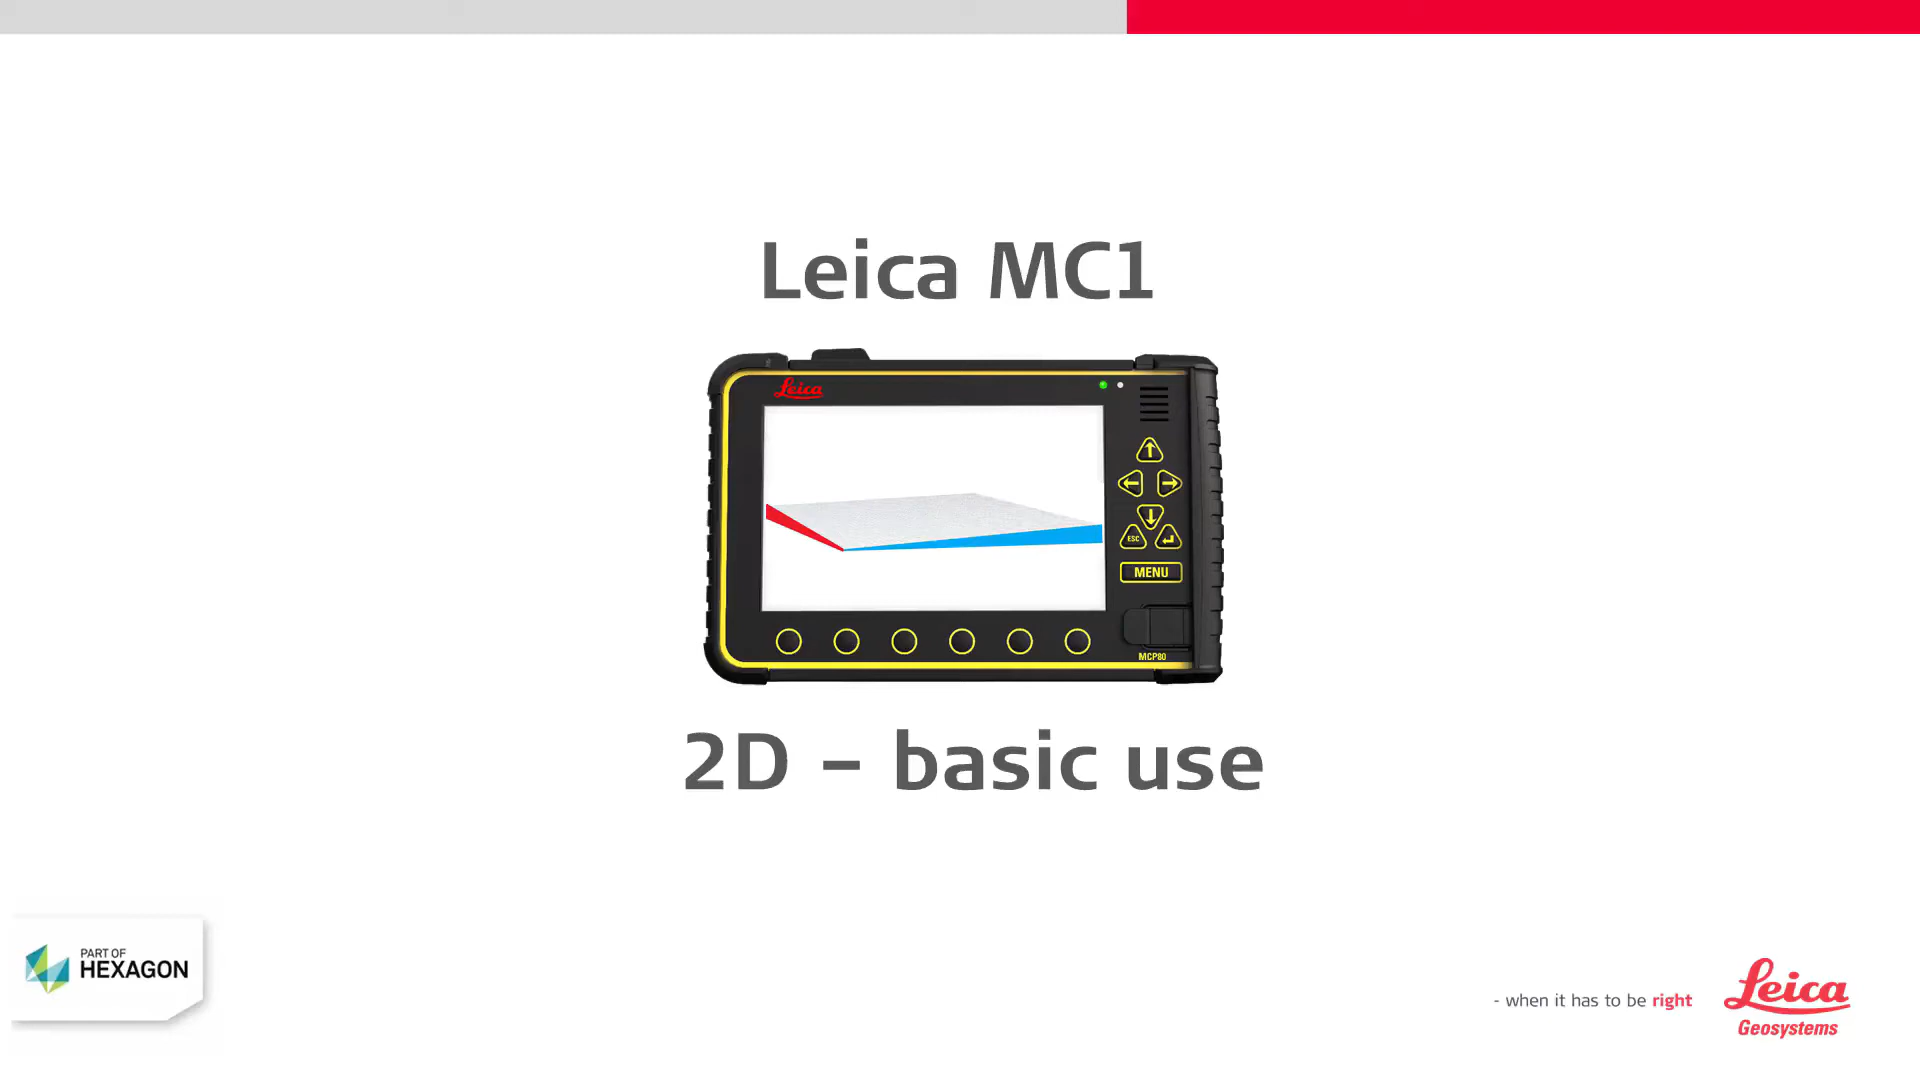 Leica MC1
Leica
ESC
MENU
MCP80
2D – basic use
PART OF
HEXAGON
- when it has to be right
Leica
Geosystems